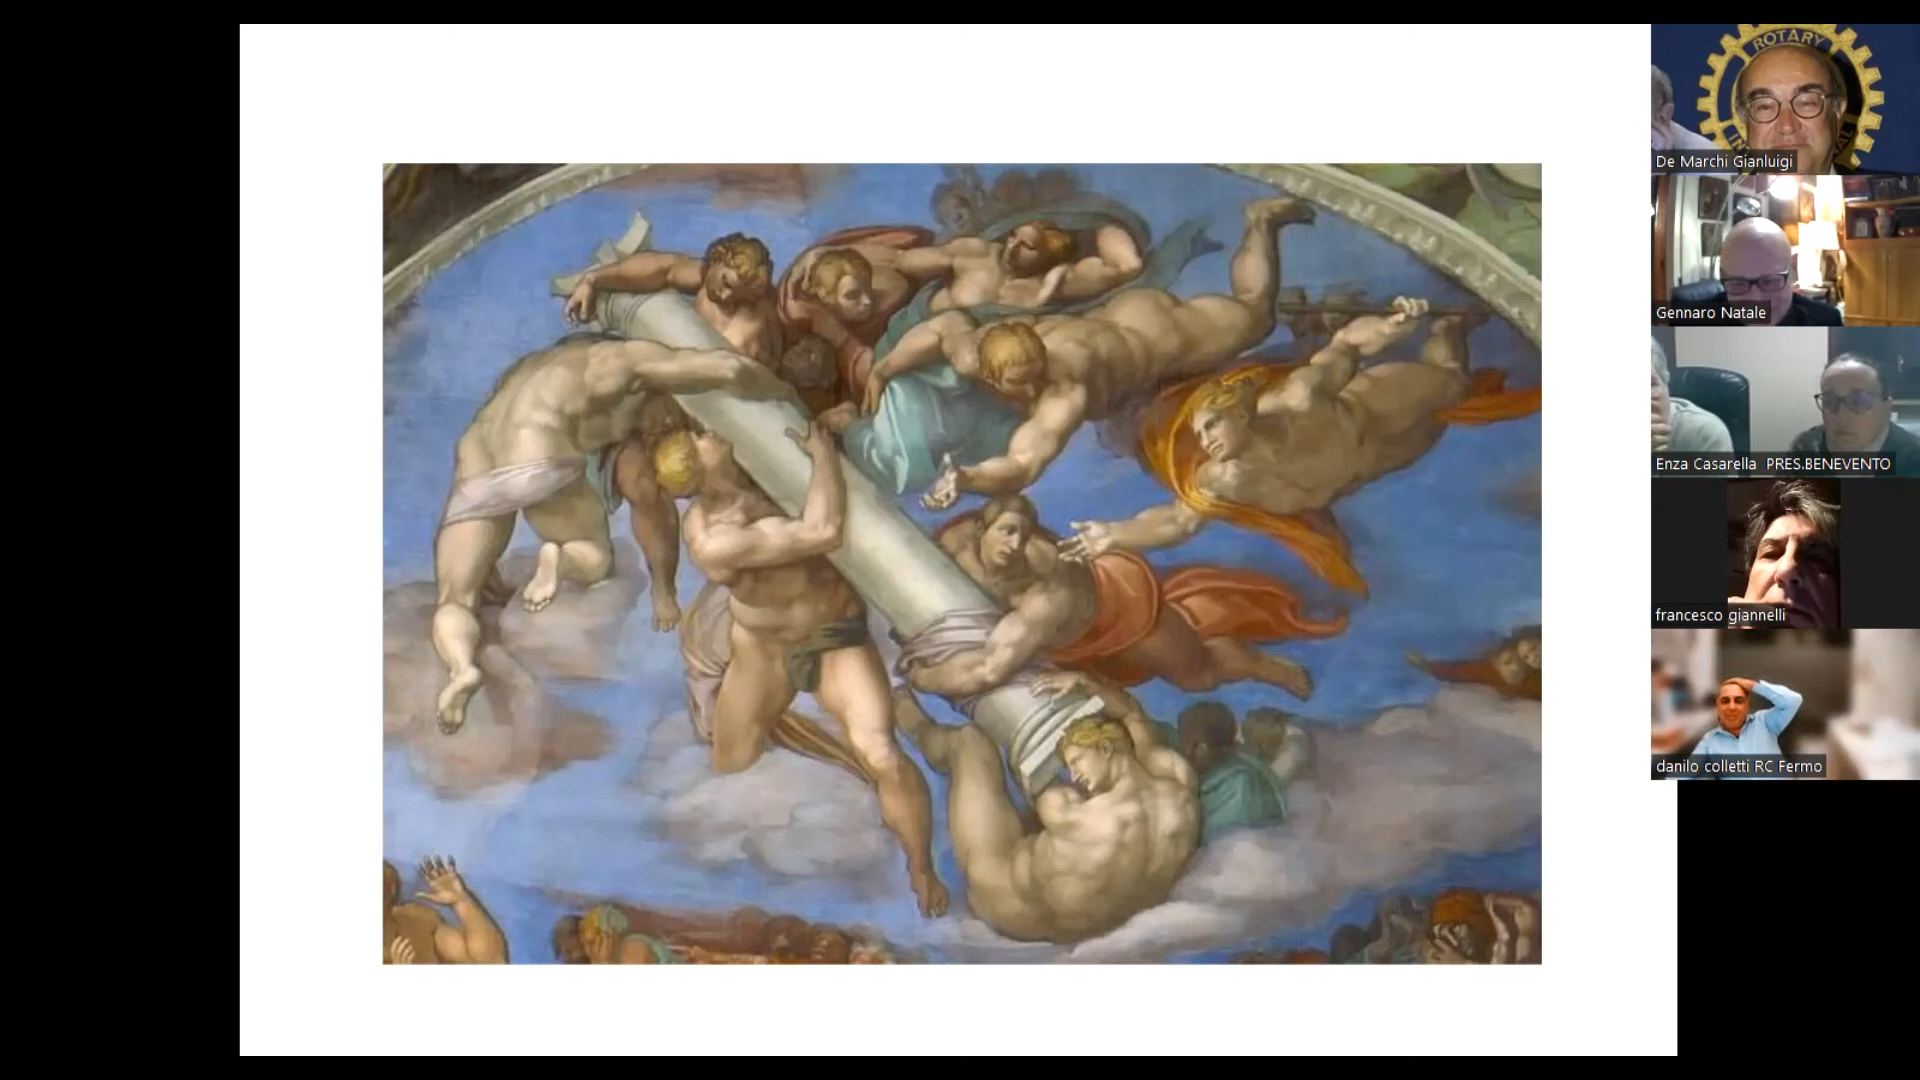 ROTARY
De Marchi Gianluigi
Gennaro Natale
Enza Casarella PRES.BENEVENTO
francesco giannelli
danilo colletti RC Fermo